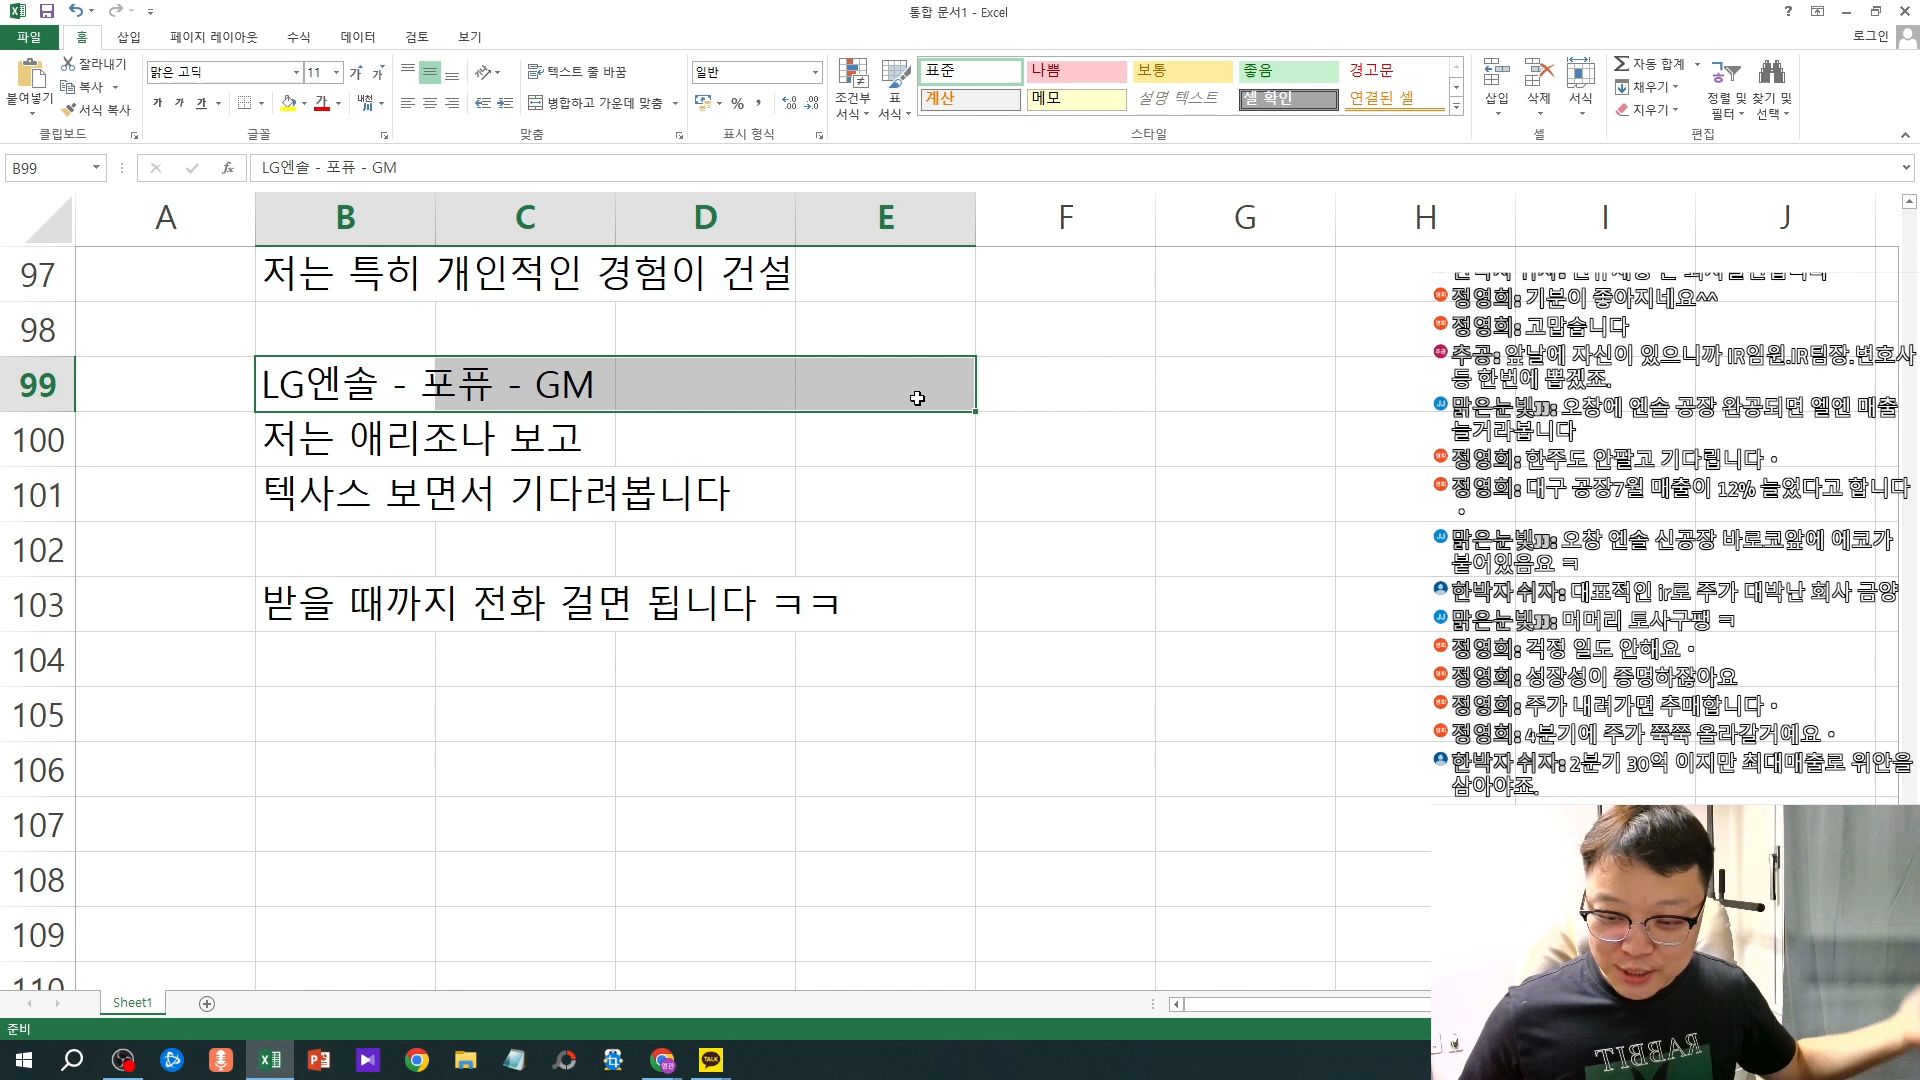 통합 문서1 - Excel
로그인
파일 홈 삽입 페이지 레이아웃 수식 데이터 검토 보기
붙여넣기
잘라내기
복사
서식 복사
클립보드
맑은 고딕 11
가 가 가 내천
글꼴
텍스트 줄 바꿈
병합하고 가운데 맞춤
맞춤
일반
%
표시 형식
조건부 서식
표 서식
표준 나쁨 보통 좋음 경고문
계산 메모 설명 텍스트 셀 확인 연결된 셀
스타일
삽입 삭제 서식
셀
자동 합계
채우기
지우기
정렬 및 필터
찾기 및 선택
편집
B99
LG엔솔 - 포퓨 - GM
A B C D E F G H I J
97 저는 특히 개인적인 경험이 건설
98
99 LG엔솔 - 포퓨 - GM
100 저는 애리조나 보고
101 텍사스 보면서 기다려봅니다
102
103 받을 때까지 전화 걸면 됩니다 ㅋㅋ
104
105
106
107
108
109
110
정영희: 기분이 좋아지네요^^
정영희: 고맙습니다
추공: 앞날에 자신이 있으니까 IR임원.IR팀장.변호사
등 한번에 뽑겠죠.
맑은눈빛JJ: 오창에 엔솔 공장 완공되면 엘엔 매출
늘거라봅니다
정영희: 한주도 안팔고 기다립니다.
정영희: 대구 공장7월 매출이 12% 늘었다고 합니다
.
맑은눈빛JJ: 오창 엔솔 신공장 바로코앞에 에코가
붙어있음요 ㅋ
한박자 쉬자: 대표적인 ir로 주가 대박난 회사 금양
맑은눈빛JJ: 머머리 토사구팽 ㅋ
정영희: 걱정 일도 안해요.
정영희: 성장성이 증명하잖아요
정영희: 주가 내려가면 추매합니다.
정영희: 4분기에 주가 쭉쭉 올라갈거예요.
한박자 쉬자: 2분기 30억 이지만 최대매출로 위안을
삼아야죠.
RABBIT
Sheet1
준비
TALK